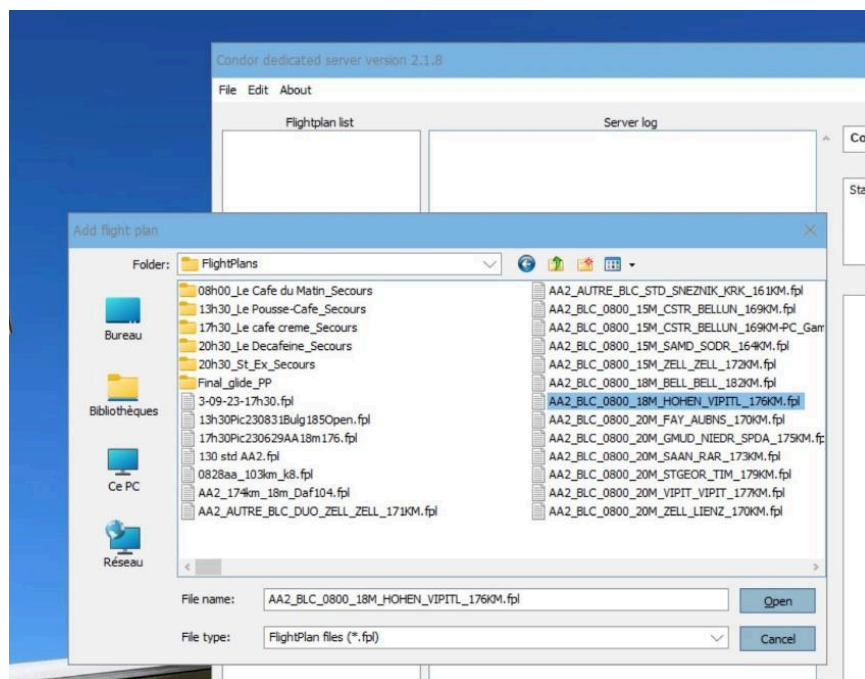 Condor dedicated server version 2.1.8
File Edit About
Flightplan list
Server log
Co
Sta
Add flight plan
Folder: FlightPlans
Bureau
Bibliothèques
Ce PC
Réseau
08h00_Le Cafe du Matin_Secours
13h30_Le Pousse-Cafe_Secours
17h30_Le cafe creme_Secours
20h30_Le Decafeine_Secours
20h30_St_Ex_Secours
Final_glide_PP
3-09-23-17h30.fpl
13h30Pic230831Bulg185Open.fpl
17h30Pic230629AA18m176.fpl
130 std AA2.fpl
0828aa_103km_k8.fpl
AA2_174km_18m_Daf104.fpl
AA2_AUTRE_BLC_DUO_ZELL_ZELL_171KM.fpl
AA2_AUTRE_BLC_STD_SNEZNIK_KRK_161KM.fpl
AA2_BLC_0800_15M_CSTR_BELLUN_169KM.fpl
AA2_BLC_0800_15M_CSTR_BELLUN_169KM-PC_Gam
AA2_BLC_0800_15M_SAMD_SODR_164KM.fpl
AA2_BLC_0800_15M_ZELL_ZELL_172KM.fpl
AA2_BLC_0800_18M_BELL_BELL_182KM.fpl
AA2_BLC_0800_18M_HOHEN_VIPITL_176KM.fpl
AA2_BLC_0800_20M_FAY_AUBNS_170KM.fpl
AA2_BLC_0800_20M_GMUD_NIEDR_SPDA_175KM.fp
AA2_BLC_0800_20M_SAAN_RAR_173KM.fpl
AA2_BLC_0800_20M_STGEOR_TIM_179KM.fpl
AA2_BLC_0800_20M_VIPIT_VIPIT_177KM.fpl
AA2_BLC_0800_20M_ZELL_LIENZ_170KM.fpl
File name: AA2_BLC_0800_18M_HOHEN_VIPITL_176KM.fpl
Open
File type: FlightPlan files (*.fpl)
Cancel